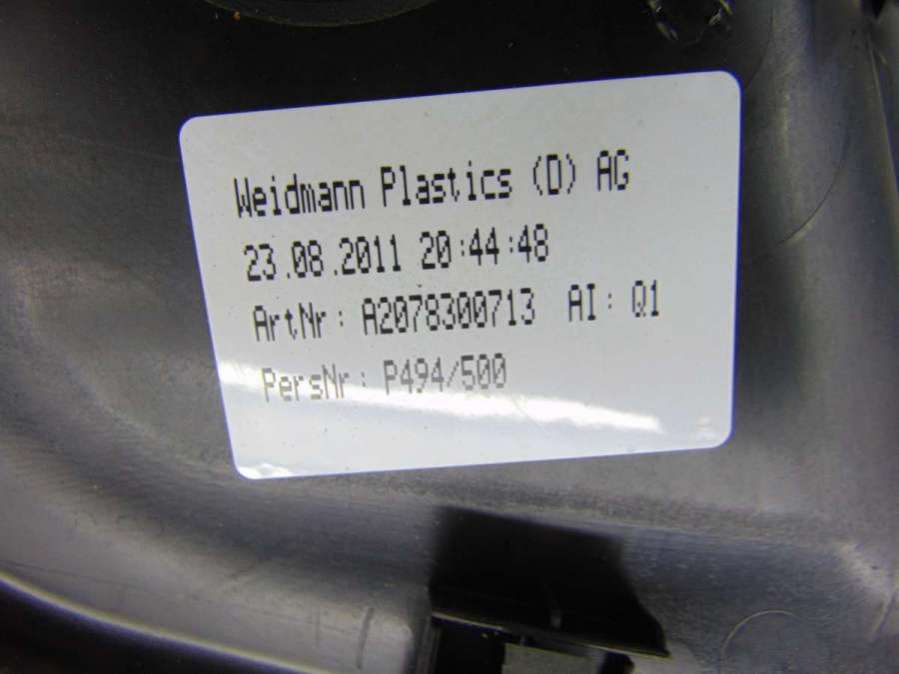 Weidmann Plastics (D) AG
23.08.2011 20:44:48
ArtNr: A2078300713 AI: Q1
PersNr: P494/500